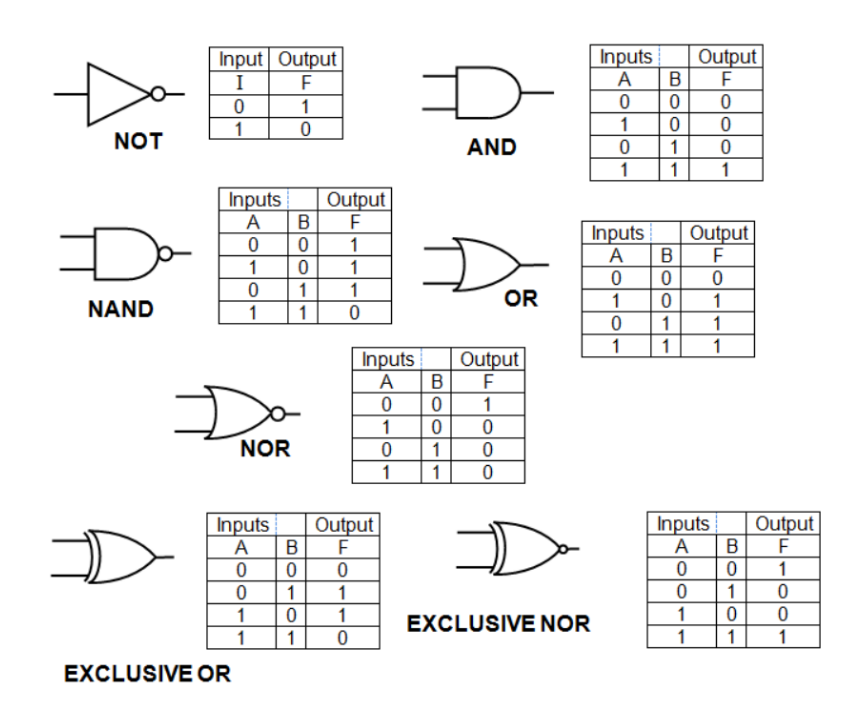 Input Output
I F
0 1
1 0
NOT
Inputs Output
A B F
0 0 0
1 0 0
0 1 0
1 1 1
AND
Inputs Output
A B F
0 0 1
1 0 1
0 1 1
1 1 0
NAND
Inputs Output
A B F
0 0 0
1 0 1
0 1 1
1 1 1
OR
Inputs Output
A B F
0 0 1
1 0 0
0 1 0
1 1 0
NOR
Inputs Output
A B F
0 0 0
0 1 1
1 0 1
1 1 0
EXCLUSIVE OR
Inputs Output
A B F
0 0 1
0 1 0
1 0 0
1 1 1
EXCLUSIVE NOR